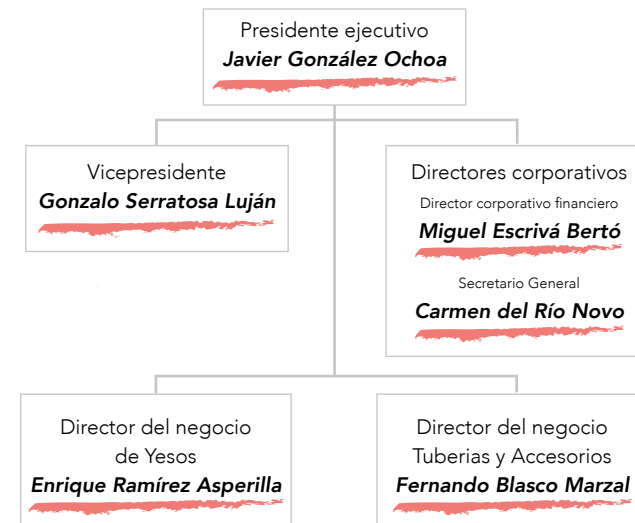 Presidente ejecutivo
Javier González Ochoa
Vicepresidente
Gonzalo Serratosa Luján
Directores corporativos
Director corporativo financiero
Miguel Escrivá Bertó
Secretario General
Carmen del Río Novo
Director del negocio
de Yesos
Enrique Ramírez Asperilla
Director del negocio
Tuberias y Accesorios
Fernando Blasco Marzal